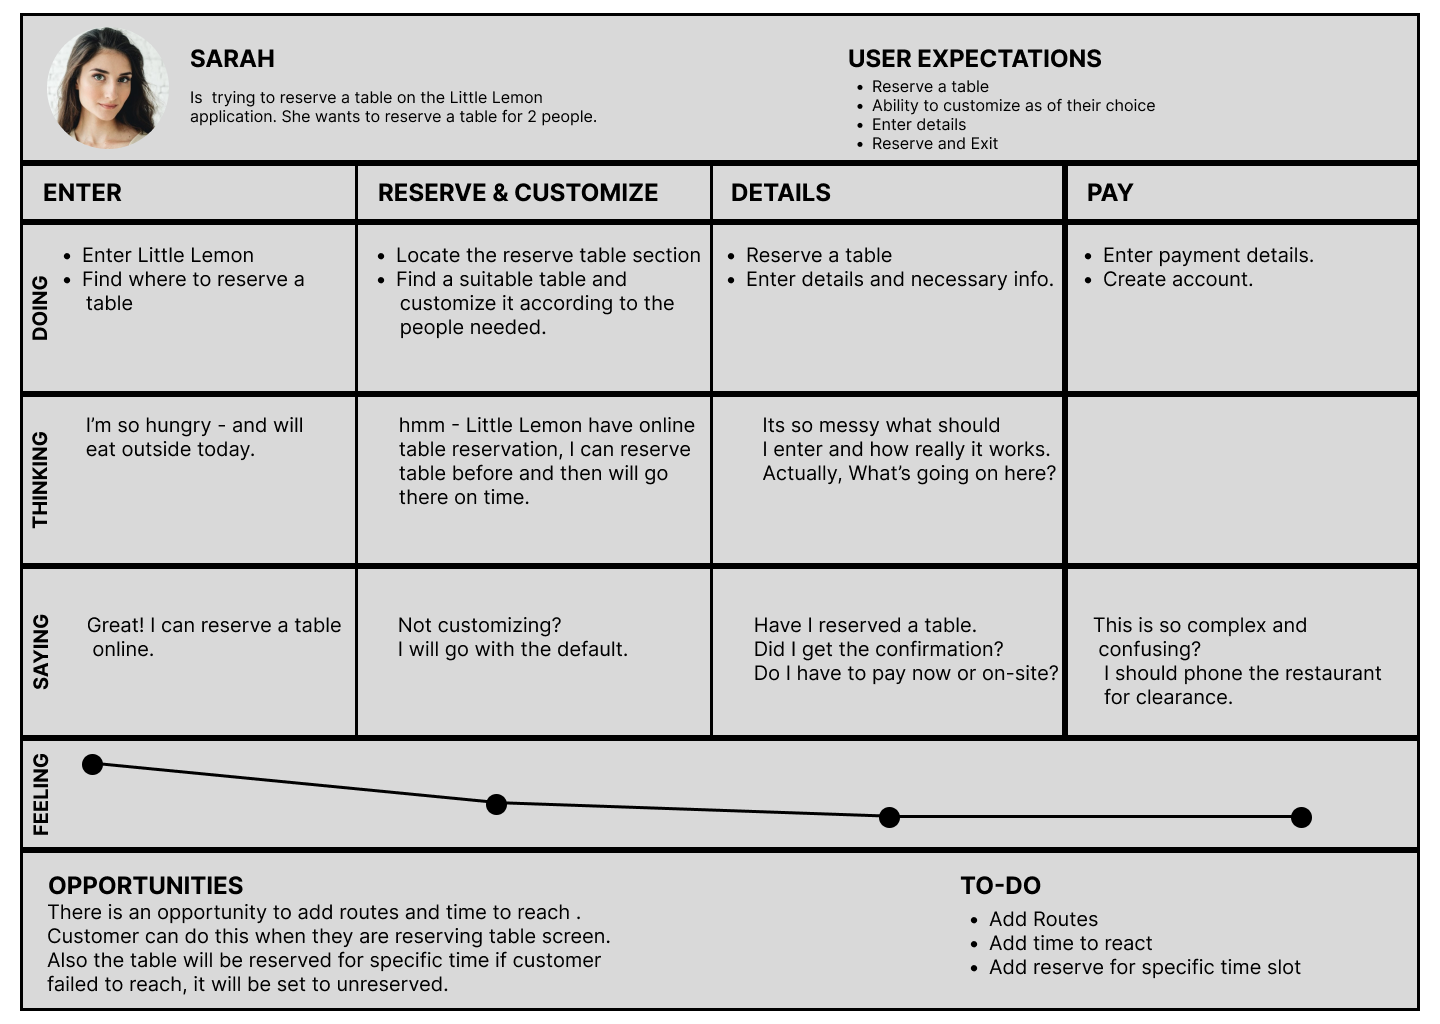 SARAH
Is  trying to reserve a table on the Little Lemon
application. She wants to reserve a table for 2 people.
USER EXPECTATIONS
• Reserve a table
• Ability to customize as of their choice
• Enter details
• Reserve and Exit
ENTER
RESERVE & CUSTOMIZE
DETAILS
PAY
DOING
• Enter Little Lemon
• Find where to reserve a
table
• Locate the reserve table section
• Find a suitable table and
customize it according to the
people needed.
• Reserve a table
• Enter details and necessary info.
• Enter payment details.
• Create account.
THINKING
I’m so hungry - and will
eat outside today.
hmm - Little Lemon have online
table reservation, I can reserve
table before and then will go
there on time.
Its so messy what should
I enter and how really it works.
Actually, What’s going on here?
SAYING
Great! I can reserve a table
online.
Not customizing?
I will go with the default.
Have I reserved a table.
Did I get the confirmation?
Do I have to pay now or on-site?
This is so complex and
confusing?
I should phone the restaurant
for clearance.
FEELING
OPPORTUNITIES
There is an opportunity to add routes and time to reach .
Customer can do this when they are reserving table screen.
Also the table will be reserved for specific time if customer
failed to reach, it will be set to unreserved.
TO-DO
• Add Routes
• Add time to react
• Add reserve for specific time slot